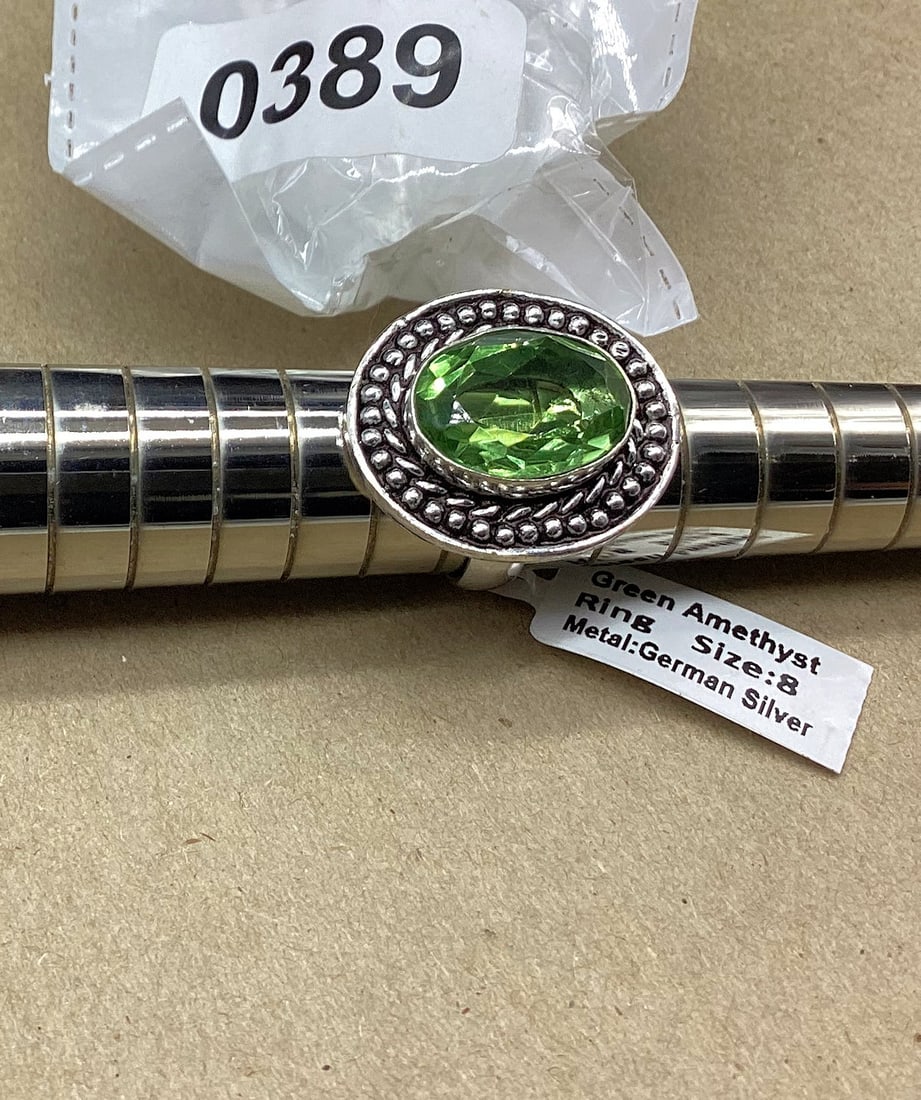 0389
Green Amethyst
Ring Size:8
Metal:German Silver